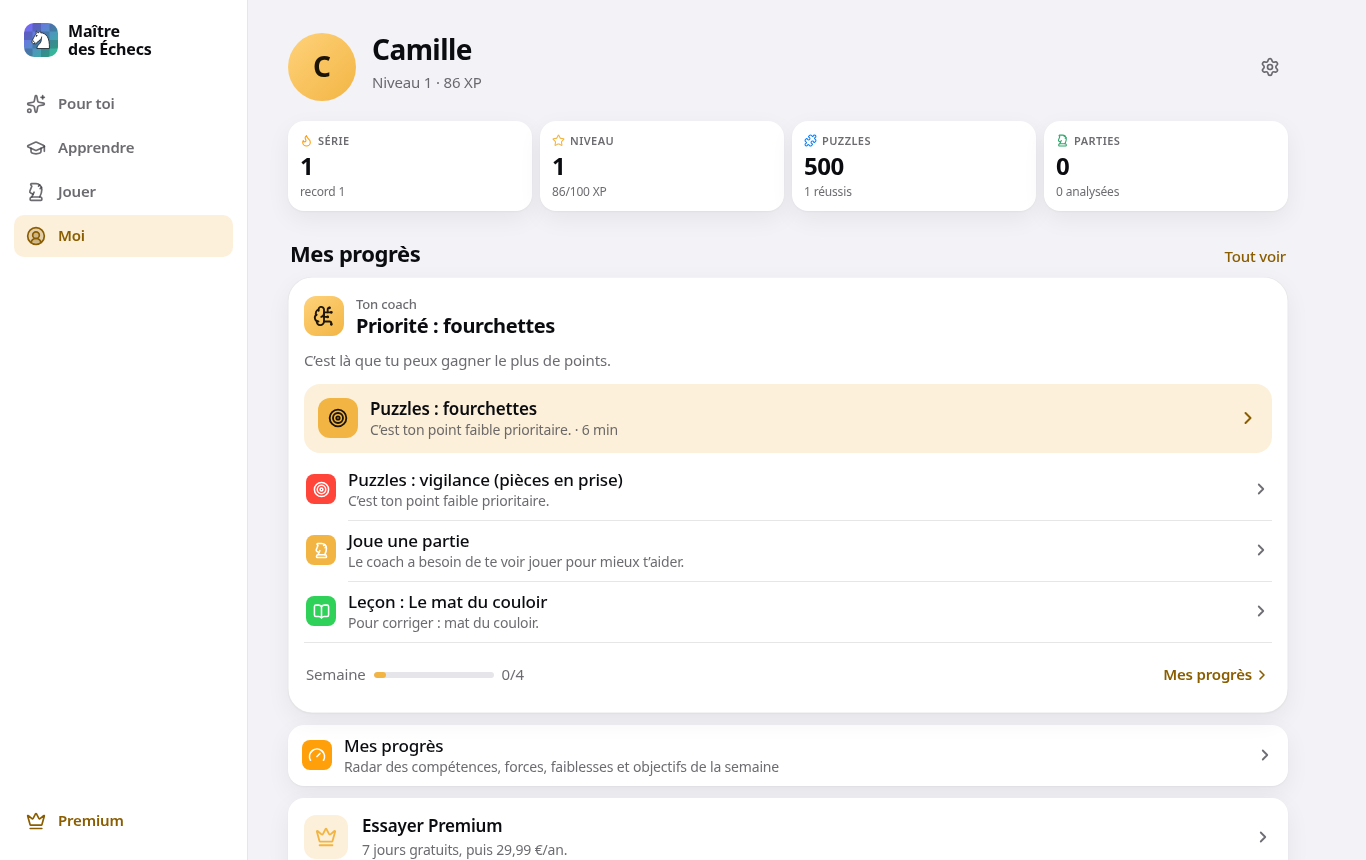 Maître
des Échecs
Pour toi
Apprendre
Jouer
Moi
Premium
C
Camille
Niveau 1 · 86 XP
SÉRIE
1
record 1
NIVEAU
1
86/100 XP
PUZZLES
500
1 réussis
PARTIES
0
0 analysées
Mes progrès
Tout voir
Ton coach
Priorité : fourchettes
C’est là que tu peux gagner le plus de points.
Puzzles : fourchettes
C’est ton point faible prioritaire. · 6 min
Puzzles : vigilance (pièces en prise)
C’est ton point faible prioritaire.
Joue une partie
Le coach a besoin de te voir jouer pour mieux t’aider.
Leçon : Le mat du couloir
Pour corriger : mat du couloir.
Semaine 0/4
Mes progrès
Mes progrès
Radar des compétences, forces, faiblesses et objectifs de la semaine
Essayer Premium
7 jours gratuits, puis 29,99 €/an.